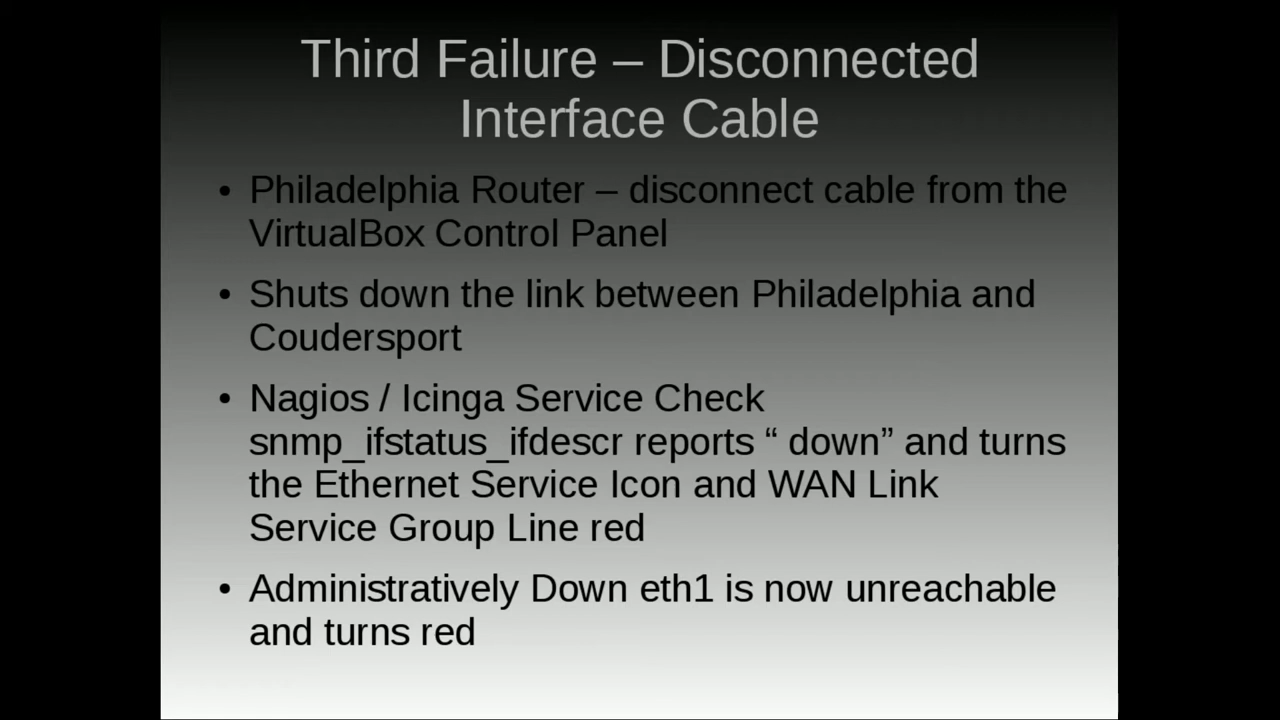 Third Failure – Disconnected
Interface Cable
• Philadelphia Router – disconnect cable from the
VirtualBox Control Panel
• Shuts down the link between Philadelphia and
Coudersport
• Nagios / Icinga Service Check
snmp_ifstatus_ifdescr reports “ down” and turns
the Ethernet Service Icon and WAN Link
Service Group Line red
• Administratively Down eth1 is now unreachable
and turns red